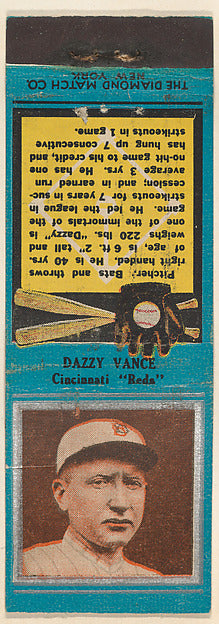 THE DIAMOND MATCH CO.
NEW YORK
Pitcher. Bats and throws
right handed. He is 40 yrs.
of age, is 6 ft. 2" tall and
weighs 220 lbs. "Dazzy" is
one of the immortals of the
game. He led the league in
strikeouts for 7 years in suc-
cession; and in earned run
average 3 yrs. He has one
no-hit game to his credit, and
has hung up 7 consecutive
strikeouts in 1 game.
DAZZY VANCE
Cincinnati "Reds"
B